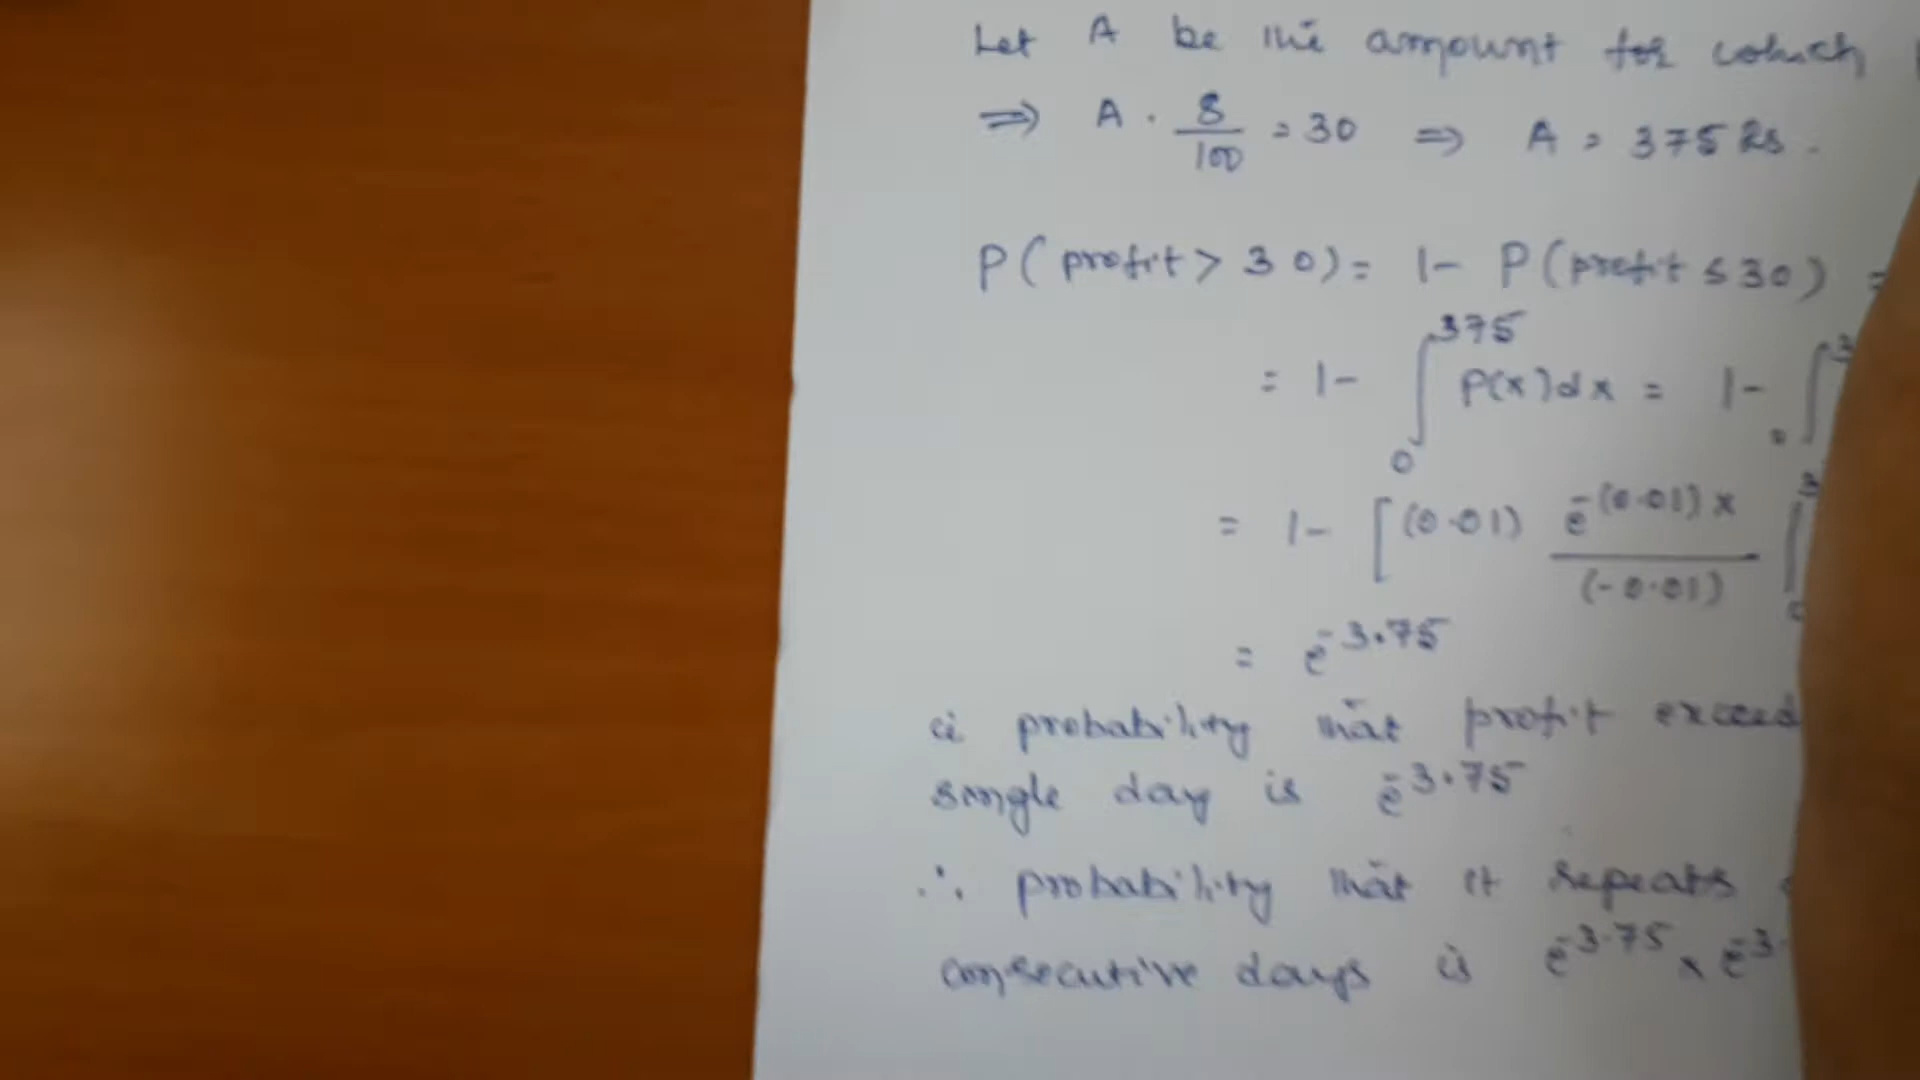 Let A be the amount for which
⇒ A . 8/100 = 30 ⇒ A = 375 Rs.
P(profit > 30) = 1 - P(profit ≤ 30) =
= 1 - ∫₀³⁷⁵ P(x)dx = 1 - ∫
= 1 - [(0.01) e^-(0.01)x / (-0.01)]
= e^-3.75
ie probability that profit exceed
single day is e^-3.75
∴ probability that it repeats
consecutive days is e^-3.75 x e^-3.